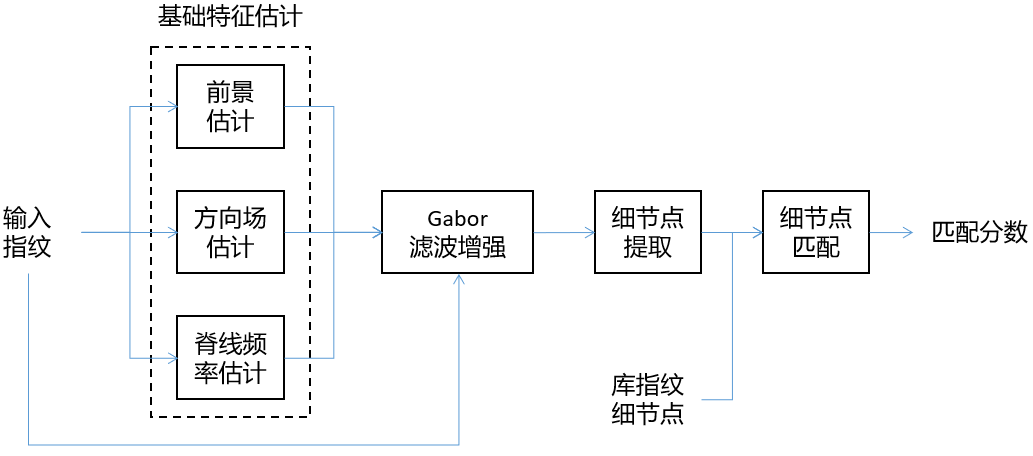 基础特征估计
前景
估计
输入
指纹
方向场
估计
脊线频
率估计
Gabor
滤波增强
细节点
提取
细节点
匹配
匹配分数
库指纹
细节点